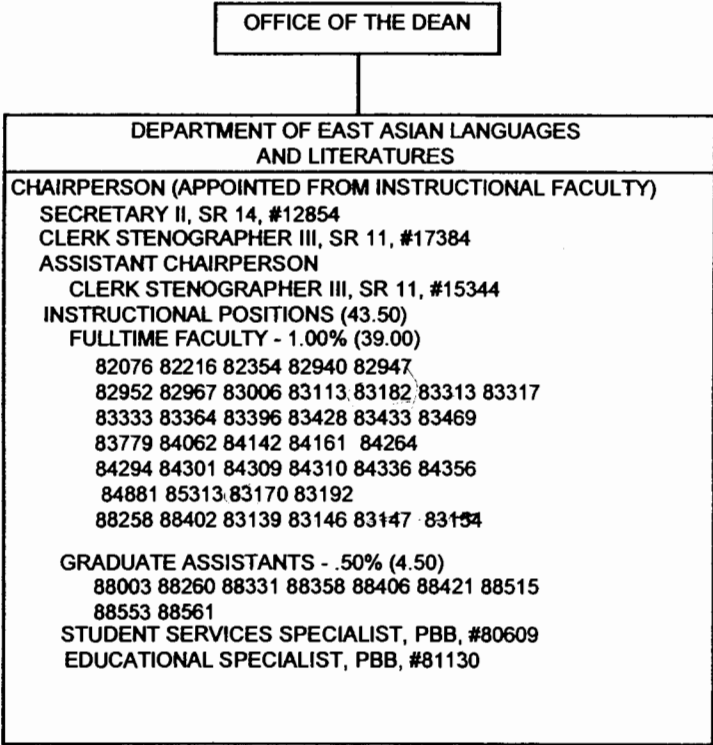 OFFICE OF THE DEAN
DEPARTMENT OF EAST ASIAN LANGUAGES
AND LITERATURES
CHAIRPERSON (APPOINTED FROM INSTRUCTIONAL FACULTY)
SECRETARY II, SR 14, #12854
CLERK STENOGRAPHER III, SR 11, #17384
ASSISTANT CHAIRPERSON
CLERK STENOGRAPHER III, SR 11, #15344
INSTRUCTIONAL POSITIONS (43.50)
FULLTIME FACULTY - 1.00% (39.00)
82076 82216 82354 82940 82947
82952 82967 83006 83113 83182 83313 83317
83333 83364 83396 83428 83433 83469
83779 84062 84142 84161 84264
84294 84301 84309 84310 84336 84356
84881 85313 83170 83192
88258 88402 83139 83146 83147 83154
GRADUATE ASSISTANTS - .50% (4.50)
88003 88260 88331 88358 88406 88421 88515
88553 88561
STUDENT SERVICES SPECIALIST, PBB, #80609
EDUCATIONAL SPECIALIST, PBB, #81130